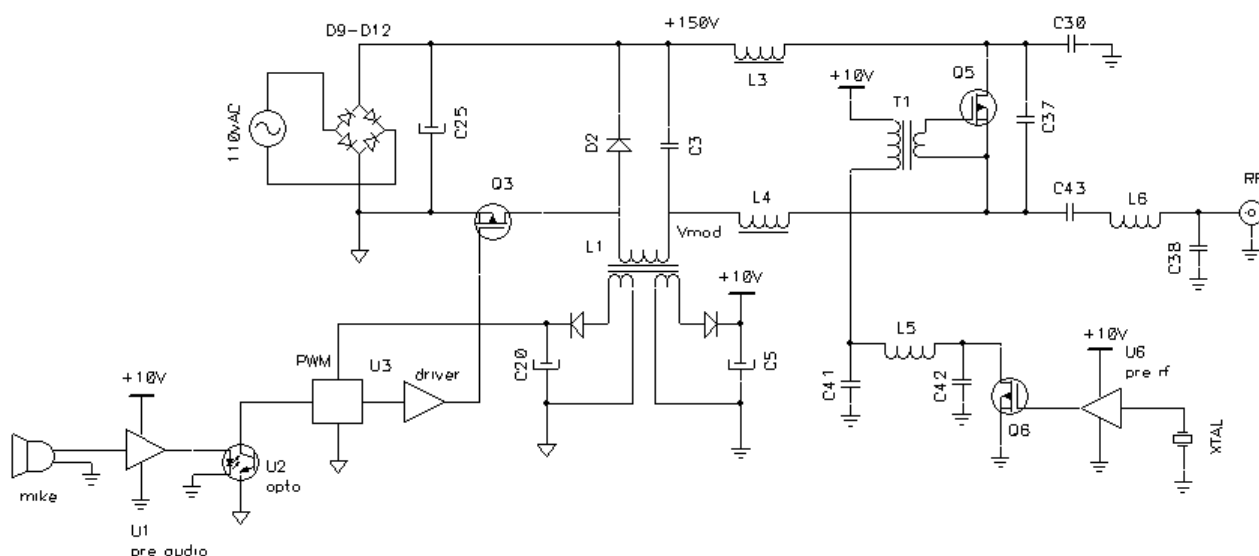 D9-D12
+150V
C30
110vAC
C25
D2
C3
L3
+10V
T1
Q5
C37
Q3
L4
C43
L6
RF
Vmod
L1
C38
+10V
PWM
U3
driver
C20
C5
L5
+10V
U6
pre rf
C41
C42
Q6
XTAL
+10V
mike
U2
opto
U1
pre audio